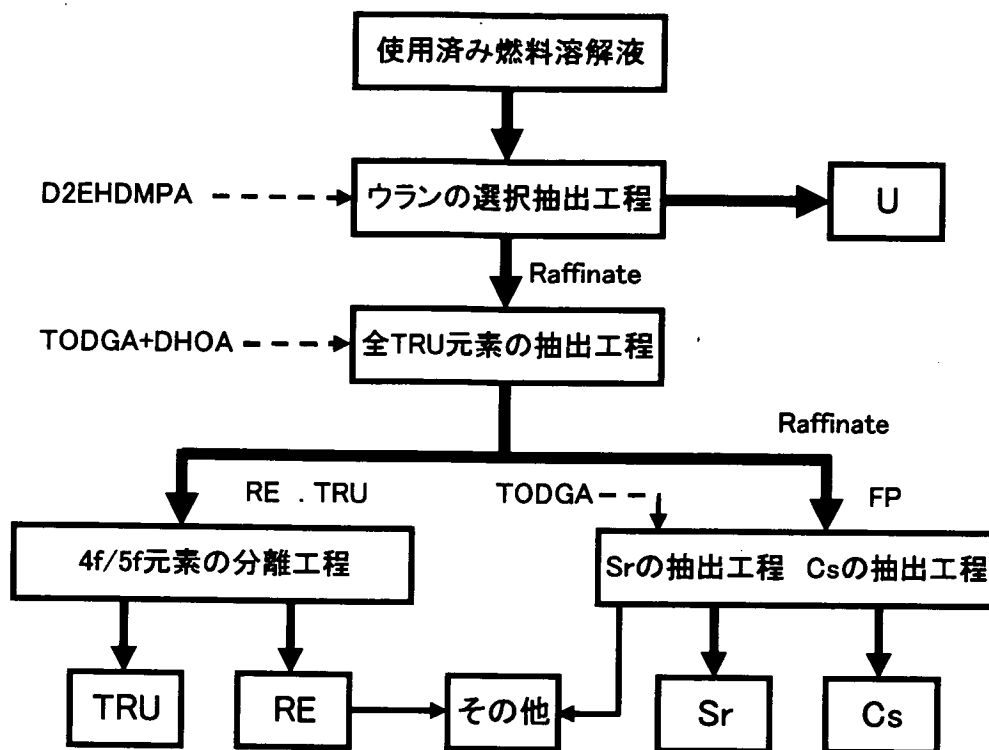 使用済み燃料溶解液
D2EHDMPA
ウランの選択抽出工程
U
Raffinate
TODGA+DHOA
全TRU元素の抽出工程
Raffinate
RE . TRU
TODGA
FP
4f/5f元素の分離工程
Srの抽出工程 Csの抽出工程
TRU
RE
その他
Sr
Cs